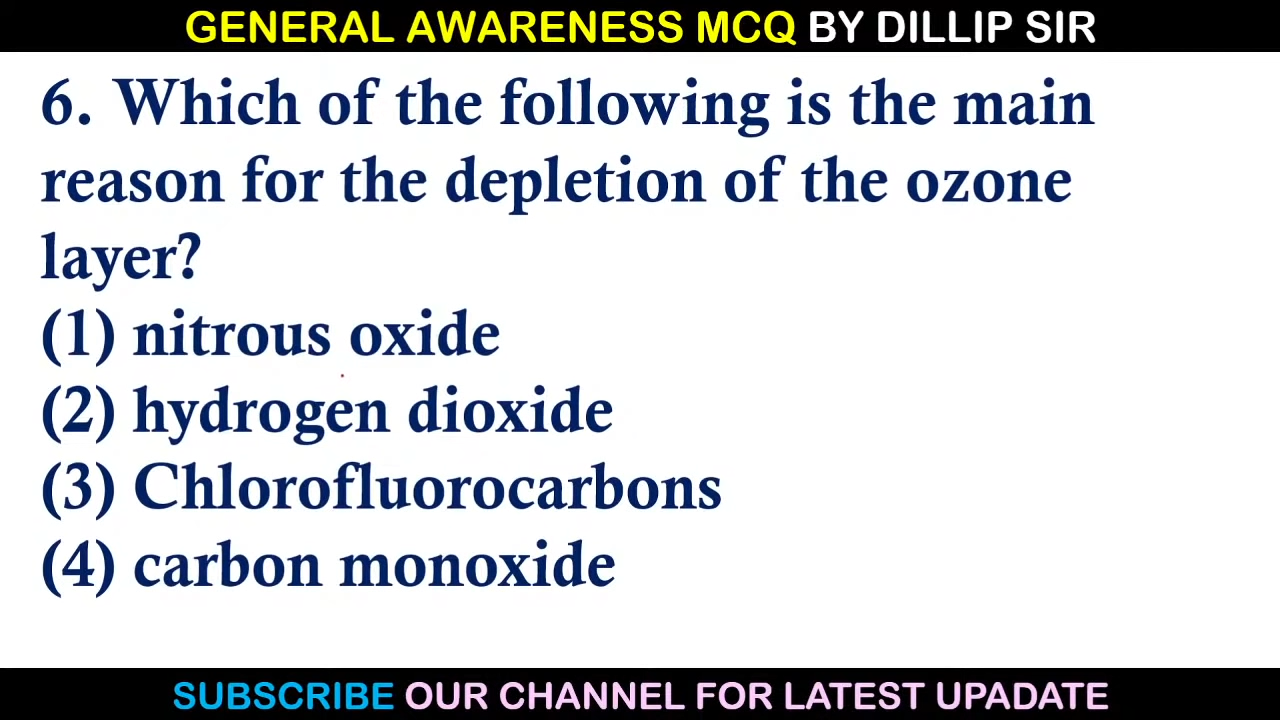 GENERAL AWARENESS MCQ BY DILLIP SIR
6. Which of the following is the main
reason for the depletion of the ozone
layer?
(1) nitrous oxide
(2) hydrogen dioxide
(3) Chlorofluorocarbons
(4) carbon monoxide
SUBSCRIBE OUR CHANNEL FOR LATEST UPADATE